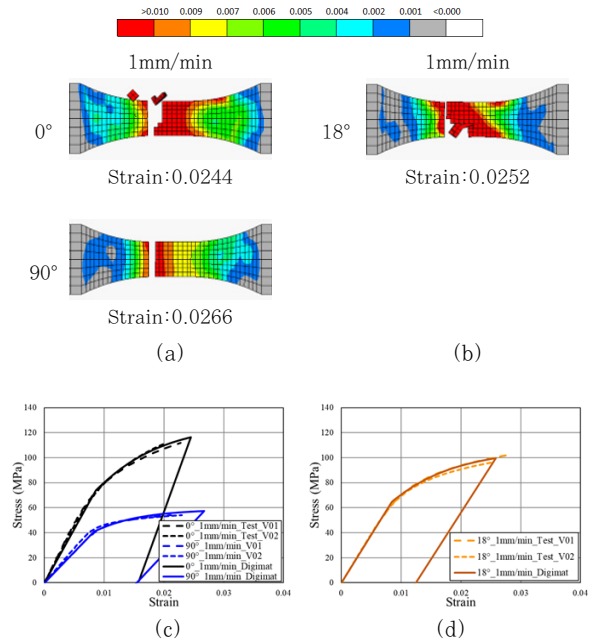 >.010 0.009 0.007 0.006 0.005 0.004 0.002 0.001 <0.000
1mm/min 1mm/min
0° 18°
Strain:0.0244 Strain:0.0252
90°
Strain:0.0266
(a) (b)
140 120 100 80 60 40 20 0
Stress (MPa)
0°_1mm/min_Test_V01
0°_1mm/min_Test_V02
90°_1mm/min_V01
90°_1mm/min_V02
0°_1mm/min_Digimat
90°_1mm/min_Digimat
0.00 0.01 0.02 0.03 0.04
Strain
(c)
140 120 100 80 60 40 20 0
Stress (MPa)
18°_1mm/min_Test_V01
18°_1mm/min_Test_V02
18°_1mm/min_Digimat
0.00 0.01 0.02 0.03 0.04
Strain
(d)